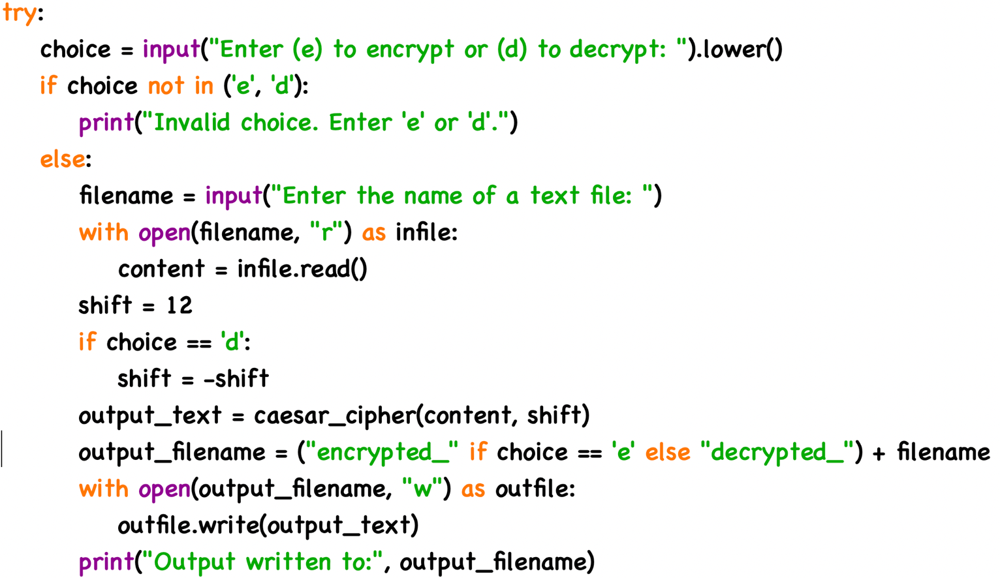 try:
    choice = input("Enter (e) to encrypt or (d) to decrypt: ").lower()
    if choice not in ('e', 'd'):
        print("Invalid choice. Enter 'e' or 'd'.")
    else:
        filename = input("Enter the name of a text file: ")
        with open(filename, "r") as infile:
            content = infile.read()
        shift = 12
        if choice == 'd':
            shift = -shift
        output_text = caesar_cipher(content, shift)
        output_filename = ("encrypted_" if choice == 'e' else "decrypted_") + filename
        with open(output_filename, "w") as outfile:
            outfile.write(output_text)
        print("Output written to:", output_filename)